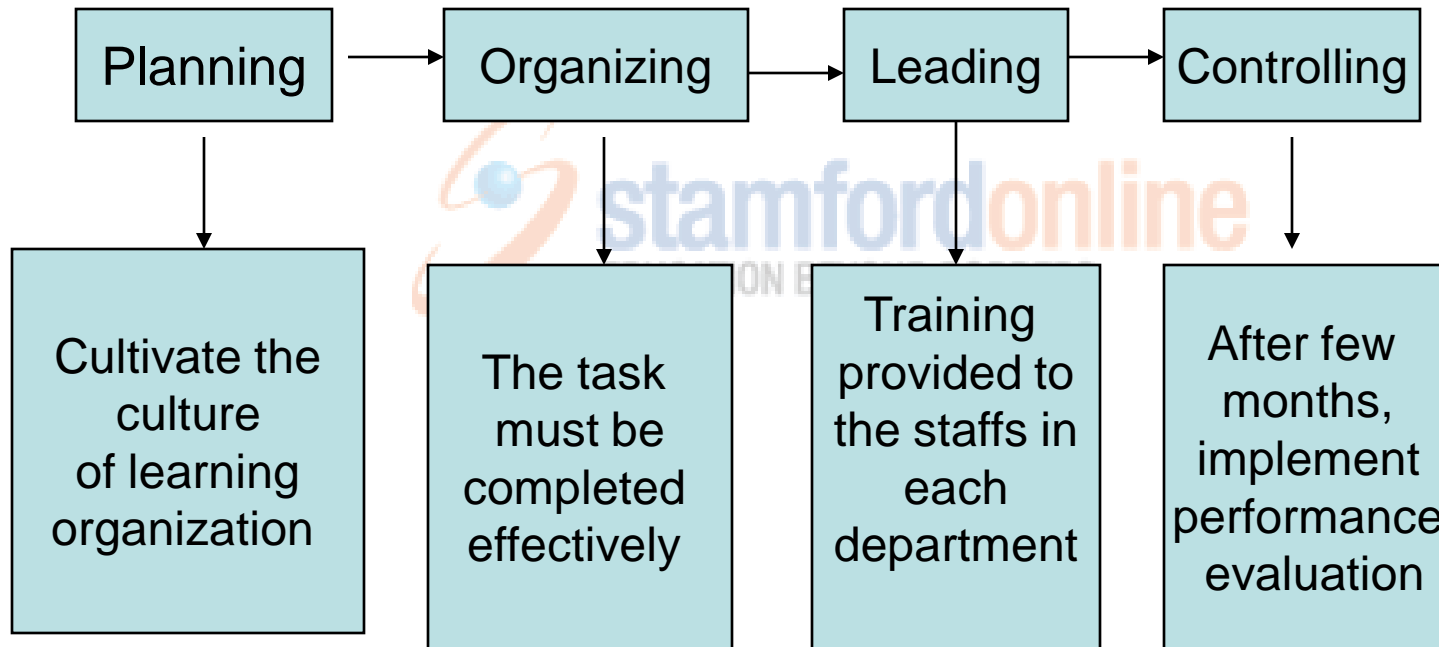 Planning
Organizing
Leading
Controlling
stamfordonline
Cultivate the
culture
of learning
organization
The task
must be
completed
effectively
Training
provided to
the staffs in
each
department
After few
months,
implement
performance
evaluation